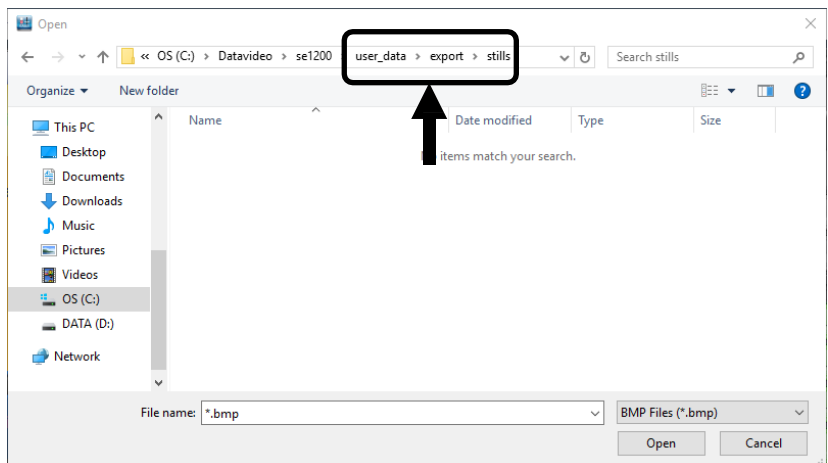 Open
« OS (C:) › Datavideo › se1200 user_data › export › stills
Search stills
Organize New folder
Name Date modified Type Size
items match your search.
This PC
Desktop
Documents
Downloads
Music
Pictures
Videos
OS (C:)
DATA (D:)
Network
File name: *.bmp BMP Files (*.bmp)
Open Cancel